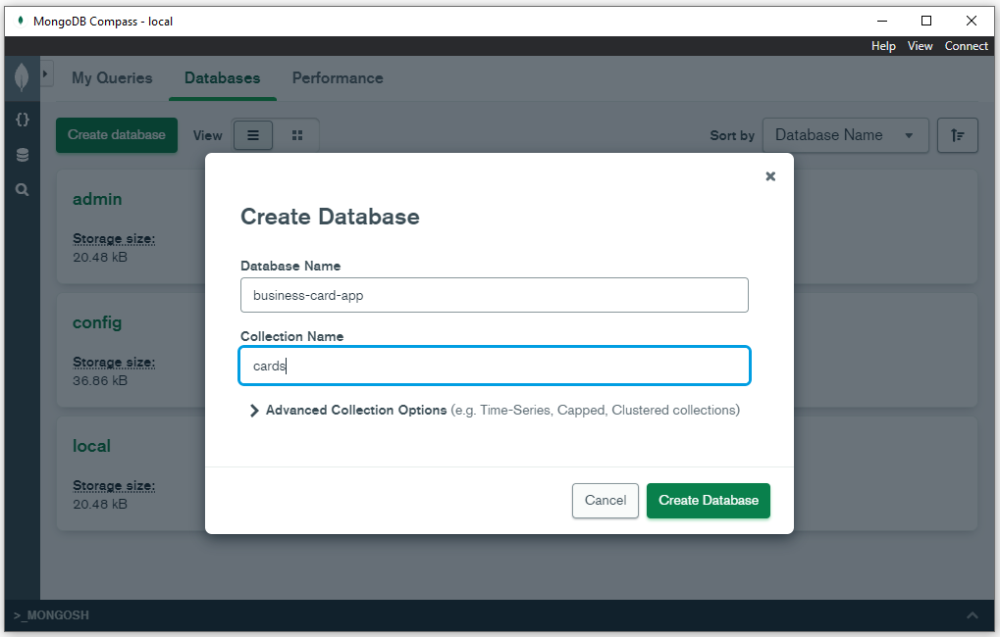 MongoDB Compass - local
Help View Connect
My Queries Databases Performance
Create database View Sort by Database Name
admin
Storage size:
20.48 kB
config
Storage size:
36.86 kB
local
Storage size:
20.48 kB
Create Database
Database Name
business-card-app
Collection Name
cards
Advanced Collection Options (e.g. Time-Series, Capped, Clustered collections)
Cancel Create Database
>_MONGOSH